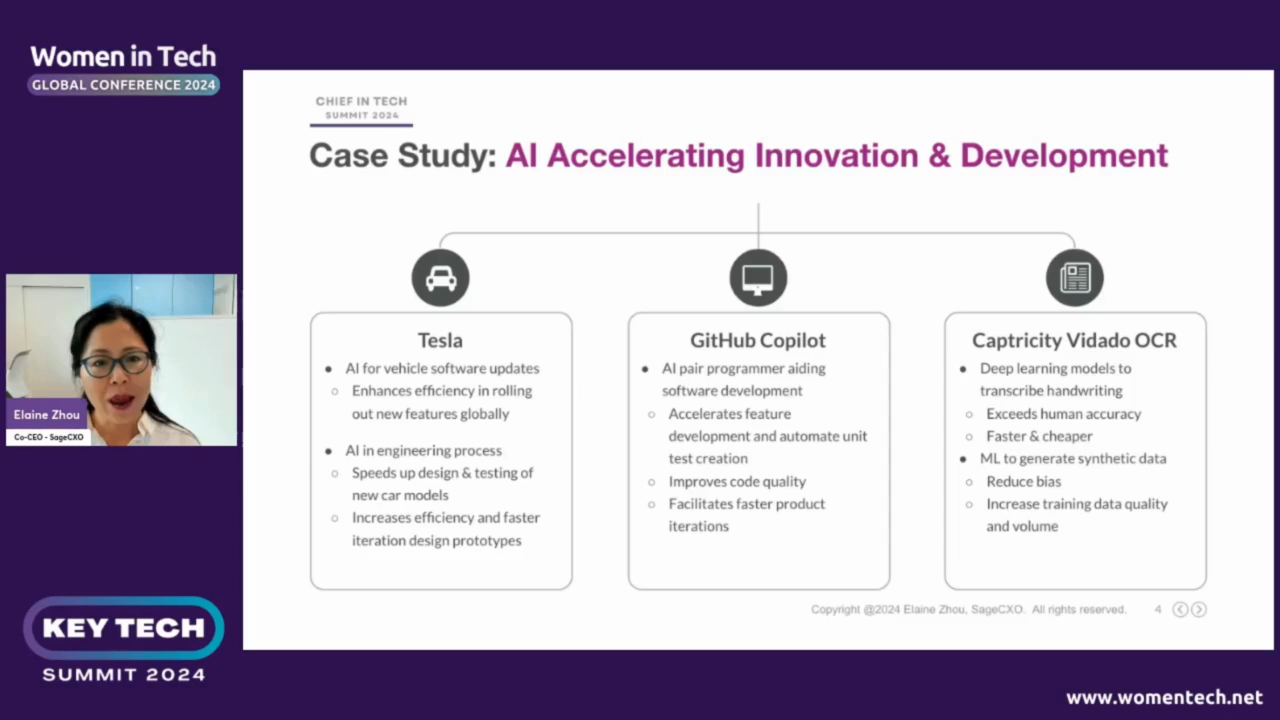 Women in Tech
GLOBAL CONFERENCE 2024
CHIEF IN TECH
SUMMIT 2024
Case Study: AI Accelerating Innovation & Development
Tesla
AI for vehicle software updates
Enhances efficiency in rolling
out new features globally
AI in engineering process
Speeds up design & testing of
new car models
Increases efficiency and faster
iteration design prototypes
GitHub Copilot
AI pair programmer aiding
software development
Accelerates feature
development and automate unit
test creation
Improves code quality
Facilitates faster product
iterations
Captricity Vidado OCR
Deep learning models to
transcribe handwriting
Exceeds human accuracy
Faster & cheaper
ML to generate synthetic data
Reduce bias
Increase training data quality
and volume
Copyright @2024 Elaine Zhou, SageCXO. All rights reserved.
4
Elaine Zhou
Co-CEO - SageCXO
KEY TECH
SUMMIT 2024
www.womentech.net